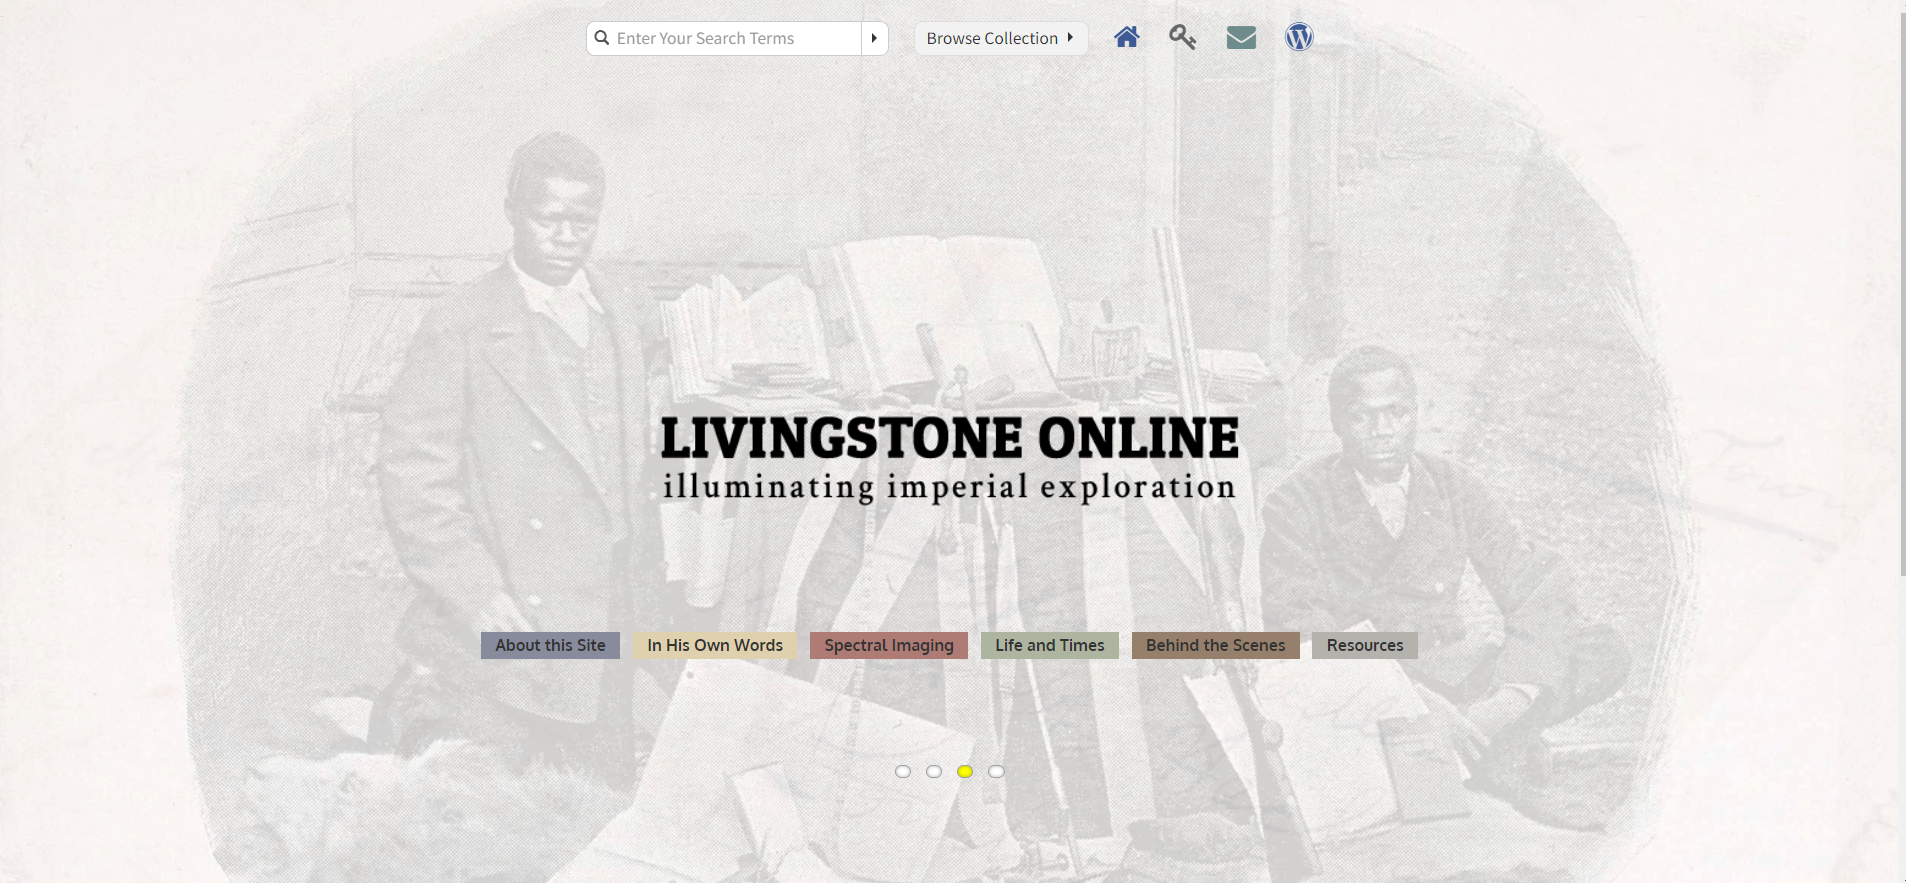 Enter Your Search Terms
Browse Collection
LIVINGSTONE ONLINE
illuminating imperial exploration
About this Site
In His Own Words
Spectral Imaging
Life and Times
Behind the Scenes
Resources